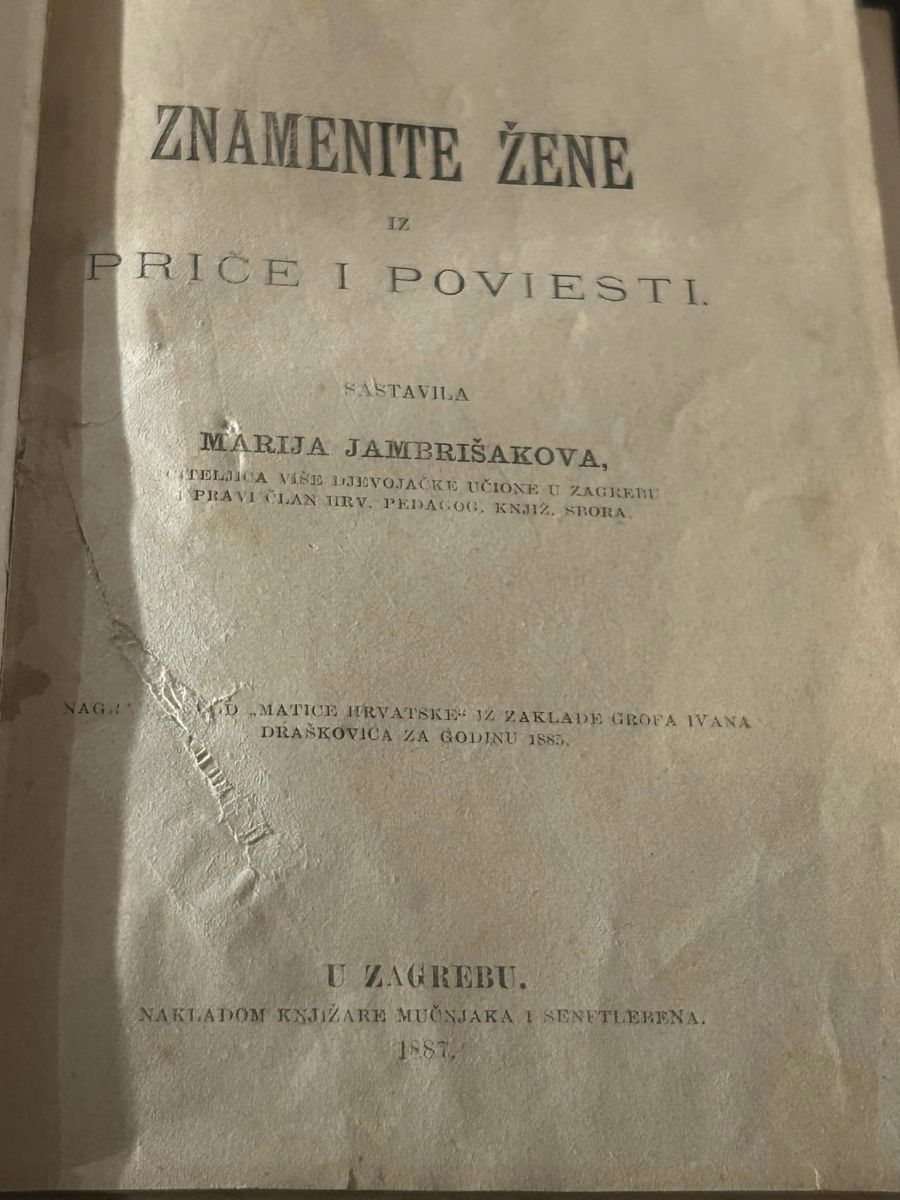 ZNAMENITE ŽENE
IZ
PRIČE I POVIESTI.
SASTAVILA
MARIJA JAMBRIŠAKOVA,
VIŠE DJEVOJAČKE UČIONE U ZAGREBU
PRAVI ČLAN HRV. PEDAGOG. KNJIŽ. SBORA.
„MATICE HRVATSKE“ IZ ZAKLADE GROFA IVANA
DRAŠKOVIĆA ZA GODINU 1885.
U ZAGREBU.
NAKLADOM KNJIŽARE MUČNJAKA I SENFTLEBENA.
1887.